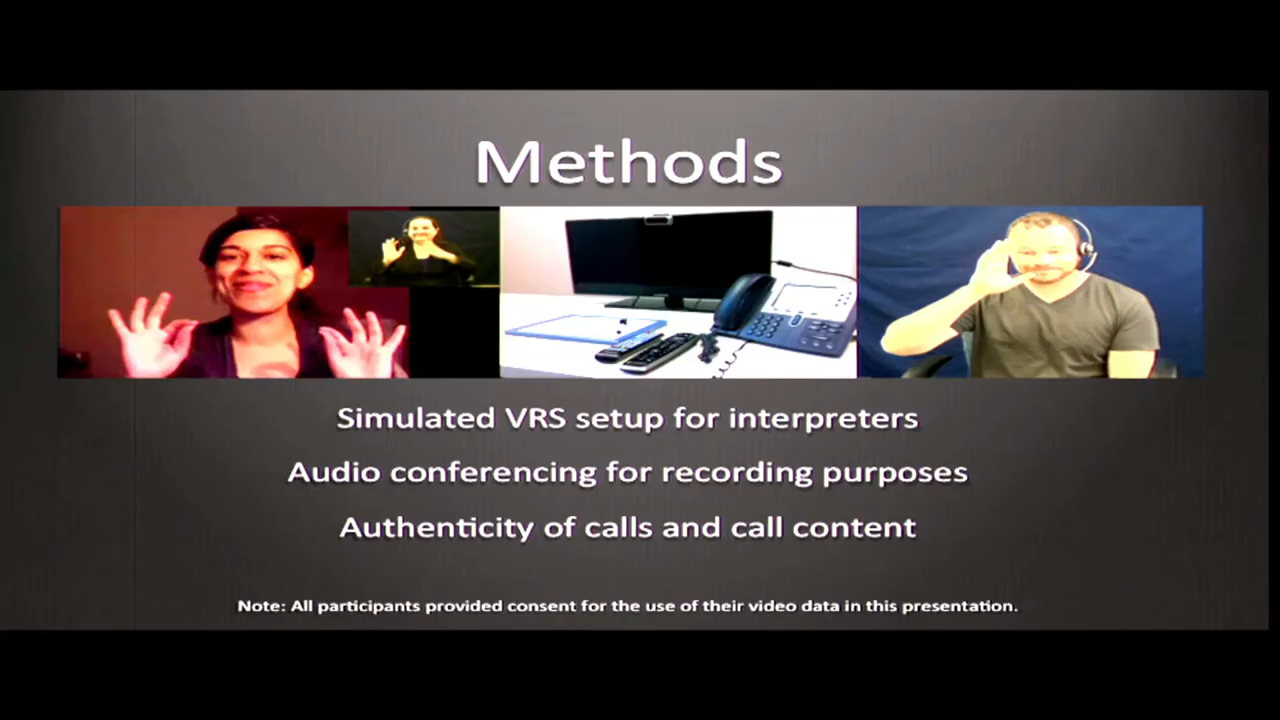 Methods
Simulated VRS setup for interpreters
Audio conferencing for recording purposes
Authenticity of calls and call content
Note: All participants provided consent for the use of their video data in this presentation.